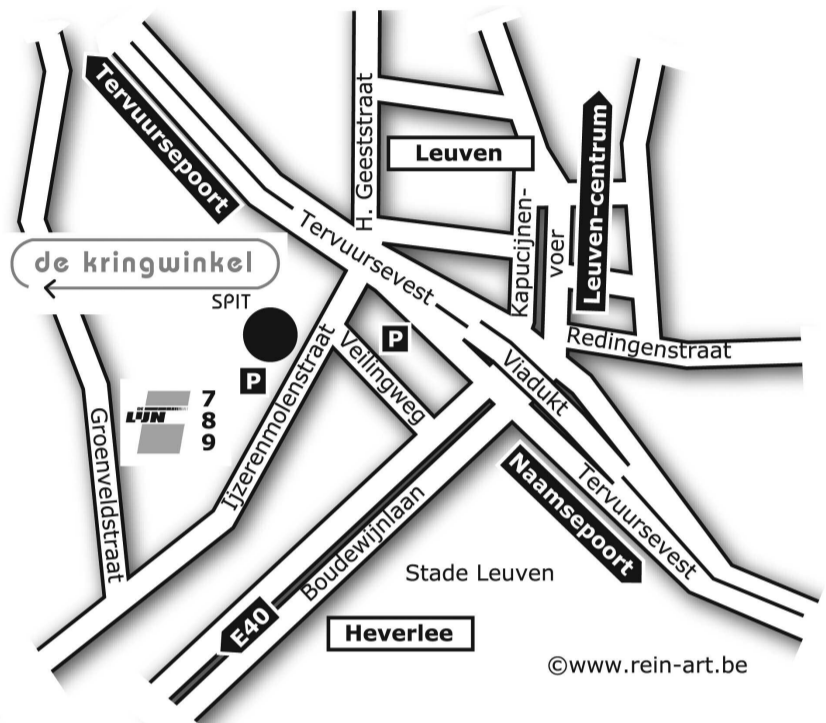 Tervuursepoort
H. Geeststraat
Leuven
Leuven-centrum
Kapucijnen-
voer
Tervuursevest
de kringwinkel
SPIT
P
P
Veilingweg
Viadukt
Redingenstraat
LIJN
7
8
9
Groenveldstraat
Ijzerenmolenstraat
Boudewijnlaan
Naamsepoort
Tervuursevest
Stade Leuven
E40
Heverlee
©www.rein-art.be